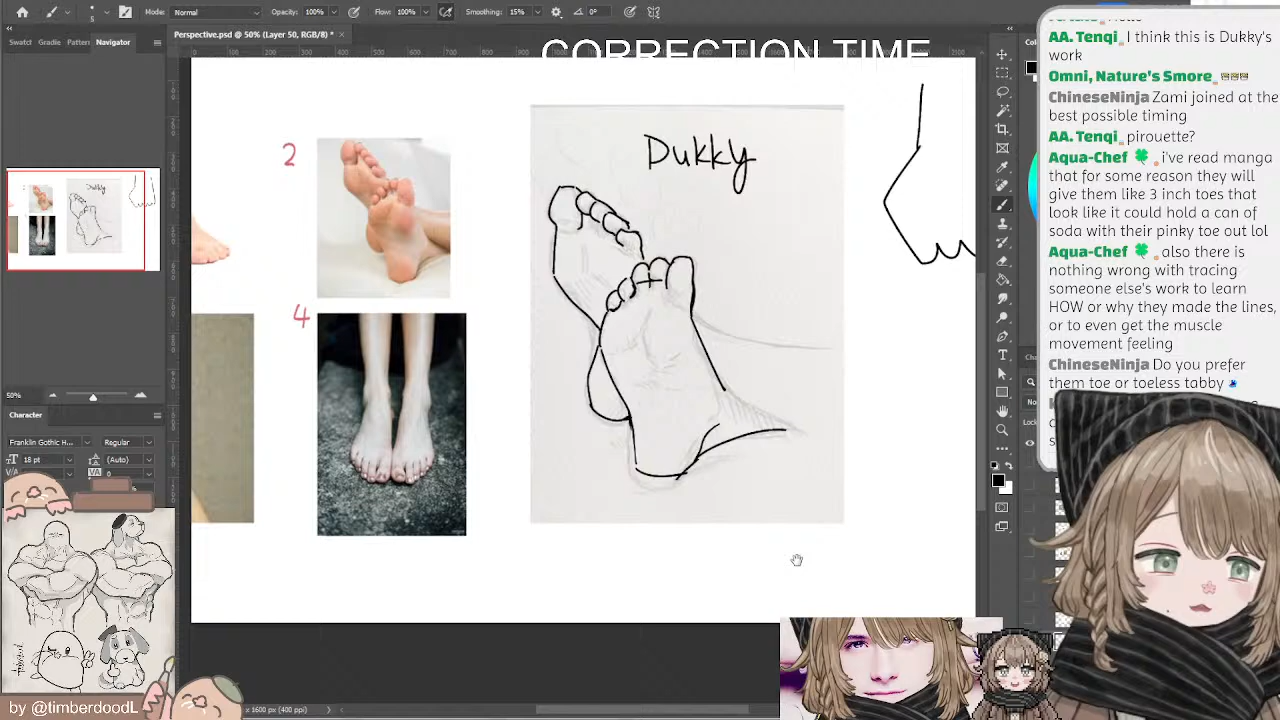 Mode: Normal Opacity: 100% Flow: 100% Smoothing: 15% 0°
Swatc Gradie Pattern Navigator
Perspective.psd @ 50% (Layer 50, RGB/8) *
CORRECTION TIME
2
4
Dukky
50%
Character
Franklin Gothic H... Regular
18 pt (Auto)
by @timberdoodL
x 1600 px (400 ppi)
AA. Tenqi I think this is Dukky's
work
Omni, Nature's Smore
ChineseNinja Zami joined at the
best possible timing
AA. Tenqi pirouette?
Aqua-Chef i've read manga
that for some reason they will
give them like 3 inch toes that
look like it could hold a can of
soda with their pinky toe out lol
Aqua-Chef also there is
nothing wrong with tracing
someone else's work to learn
HOW or why they made the lines,
or to even get the muscle
movement feeling
ChineseNinja Do you prefer
them toe or toeless tabby